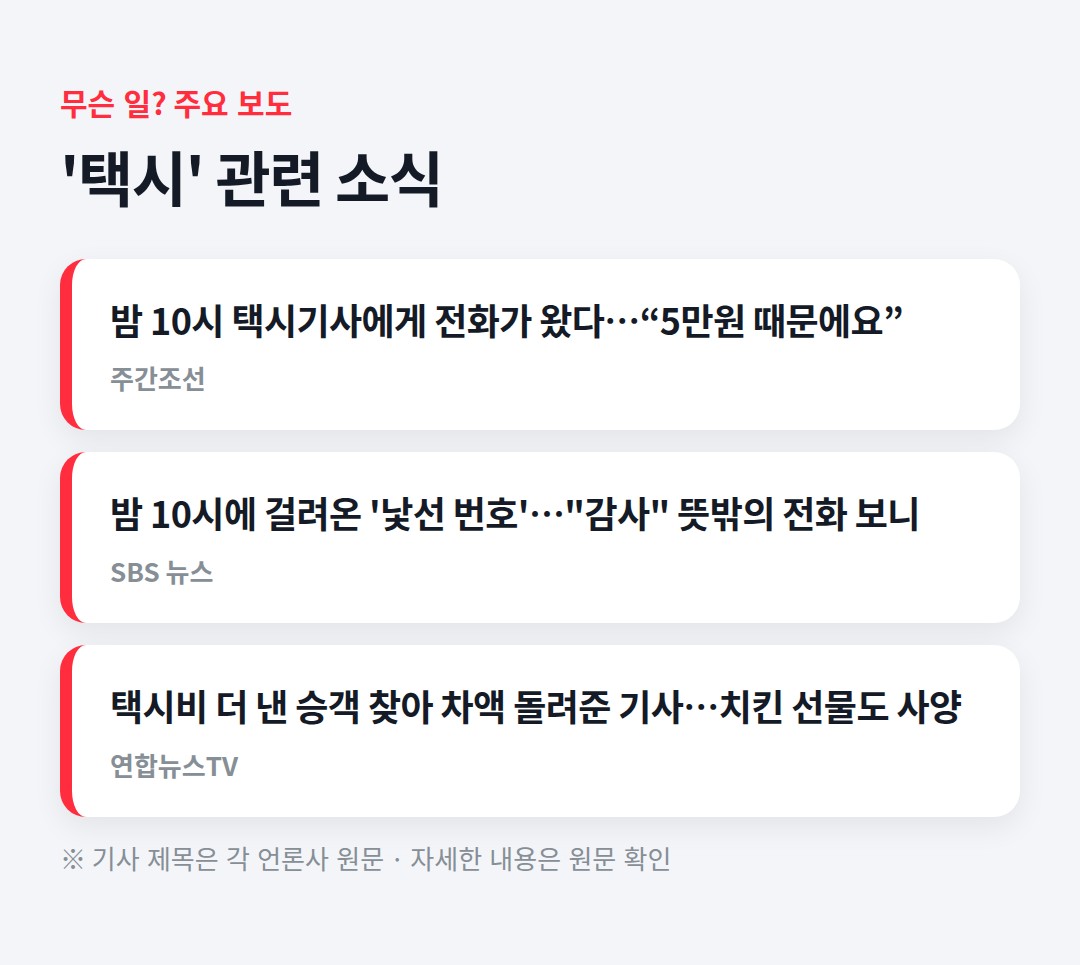 무슨 일? 주요 보도
'택시' 관련 소식
밤 10시 택시기사에게 전화가 왔다…“5만원 때문에요”
주간조선
밤 10시에 걸려온 '낯선 번호'…"감사" 뜻밖의 전화 보니
SBS 뉴스
택시비 더 낸 승객 찾아 차액 돌려준 기사…치킨 선물도 사양
연합뉴스TV
※ 기사 제목은 각 언론사 원문 · 자세한 내용은 원문 확인